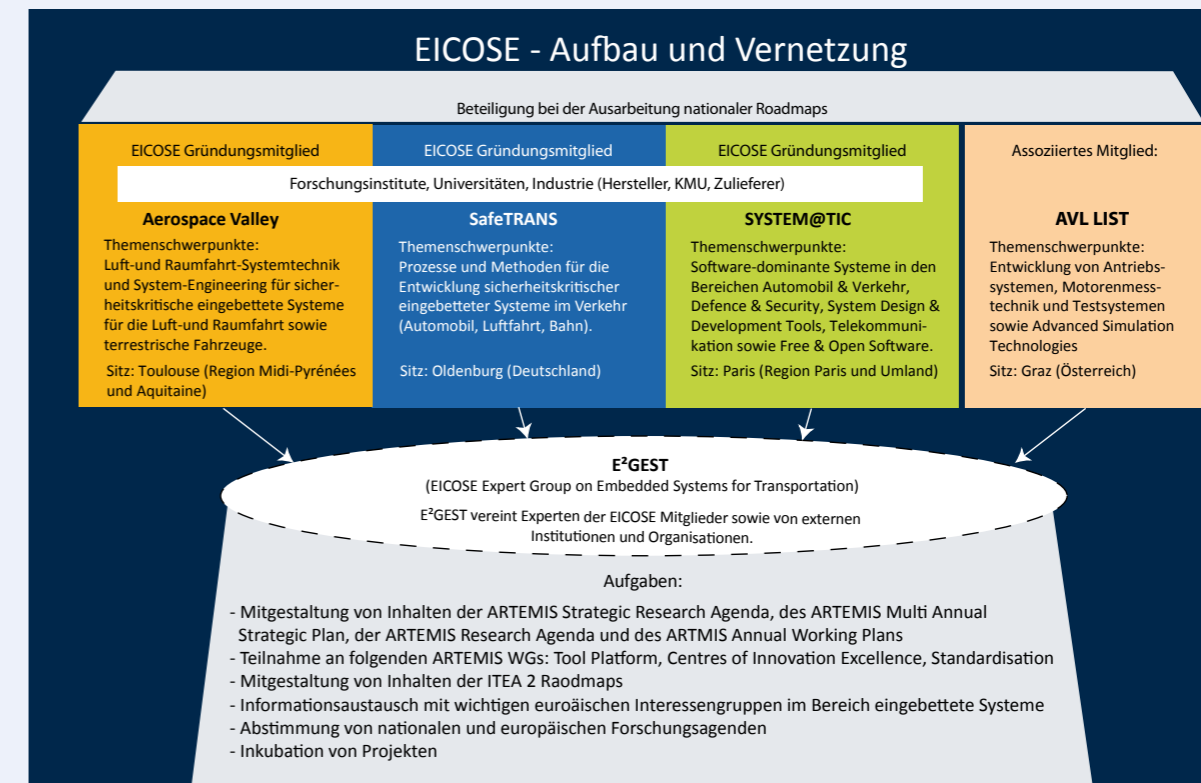 EICOSE - Aufbau und Vernetzung
Beteiligung bei der Ausarbeitung nationaler Roadmaps
EICOSE Gründungsmitglied
EICOSE Gründungsmitglied
EICOSE Gründungsmitglied
Assoziiertes Mitglied:
Forschungsinstitute, Universitäten, Industrie (Hersteller, KMU, Zulieferer)
Aerospace Valley
Themenschwerpunkte:
Luft-und Raumfahrt-Systemtechnik
und System-Engineering für sicher-
heitskritische eingebettete Systeme
für die Luft-und Raumfahrt sowie
terrestrische Fahrzeuge.
Sitz: Toulouse (Region Midi-Pyrénées
und Aquitaine)
SafeTRANS
Themenschwerpunkte:
Prozesse und Methoden für die
Entwicklung sicherheitskritischer
eingebetteter Systeme im Verkehr
(Automobil, Luftfahrt, Bahn).
Sitz: Oldenburg (Deutschland)
SYSTEM@TIC
Themenschwerpunkte:
Software-dominante Systeme in den
Bereichen Automobil & Verkehr,
Defence & Security, System Design &
Development Tools, Telekommuni-
kation sowie Free & Open Software.
Sitz: Paris (Region Paris und Umland)
AVL LIST
Themenschwerpunkte:
Entwicklung von Antriebs-
systemen, Motorenmess-
technik und Testsystemen
sowie Advanced Simulation
Technologies
Sitz: Graz (Österreich)
E²GEST
(EICOSE Expert Group on Embedded Systems for Transportation)
E²GEST vereint Experten der EICOSE Mitglieder sowie von externen
Institutionen und Organisationen.
Aufgaben:
- Mitgestaltung von Inhalten der ARTEMIS Strategic Research Agenda, des ARTEMIS Multi Annual
Strategic Plan, der ARTEMIS Research Agenda und des ARTMIS Annual Working Plans
- Teilnahme an folgenden ARTEMIS WGs: Tool Platform, Centres of Innovation Excellence, Standardisation
- Mitgestaltung von Inhalten der ITEA 2 Raodmaps
- Informationsaustausch mit wichtigen euroäischen Interessengruppen im Bereich eingebettete Systeme
- Abstimmung von nationalen und europäischen Forschungsagenden
- Inkubation von Projekten